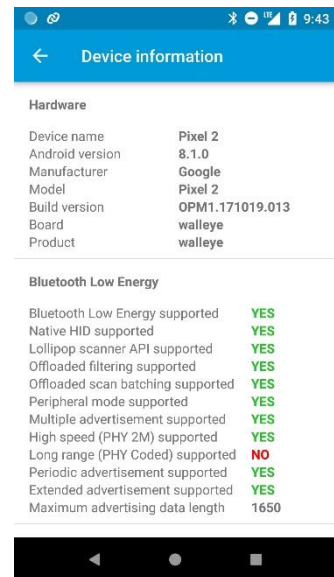 LTE 9:43
Device information
Hardware
Device name Pixel 2
Android version 8.1.0
Manufacturer Google
Model Pixel 2
Build version OPM1.171019.013
Board walleye
Product walleye
Bluetooth Low Energy
Bluetooth Low Energy supported YES
Native HID supported YES
Lollipop scanner API supported YES
Offloaded filtering supported YES
Offloaded scan batching supported YES
Peripheral mode supported YES
Multiple advertisement supported YES
High speed (PHY 2M) supported YES
Long range (PHY Coded) supported NO
Periodic advertisement supported YES
Extended advertisement supported YES
Maximum advertising data length 1650